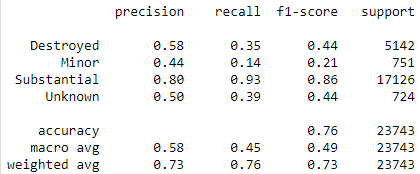 precision recall f1-score support
Destroyed 0.58 0.35 0.44 5142
Minor 0.44 0.14 0.21 751
Substantial 0.80 0.93 0.86 17126
Unknown 0.50 0.39 0.44 724
accuracy 0.76 23743
macro avg 0.58 0.45 0.49 23743
weighted avg 0.73 0.76 0.73 23743